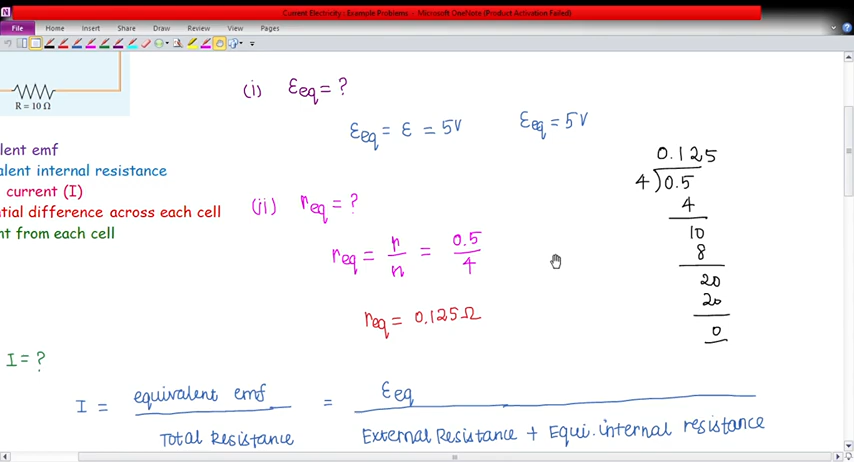 Current Electricity : Example Problems - Microsoft OneNote (Product Activation Failed)
File Home Insert Share Draw Review View
R = 10 Ω
(i) εeq = ?
εeq = ε = 5V εeq = 5V
0.125
4)0.5
4
10
8
20
20
0
lent emf
alent internal resistance
current (I)
tial difference across each cell
nt from each cell
(ii) req = ?
req = r/n = 0.5/4
req = 0.125Ω
I = ?
I = equivalent emf / Total Resistance = εeq / External Resistance + Equi. internal resistance